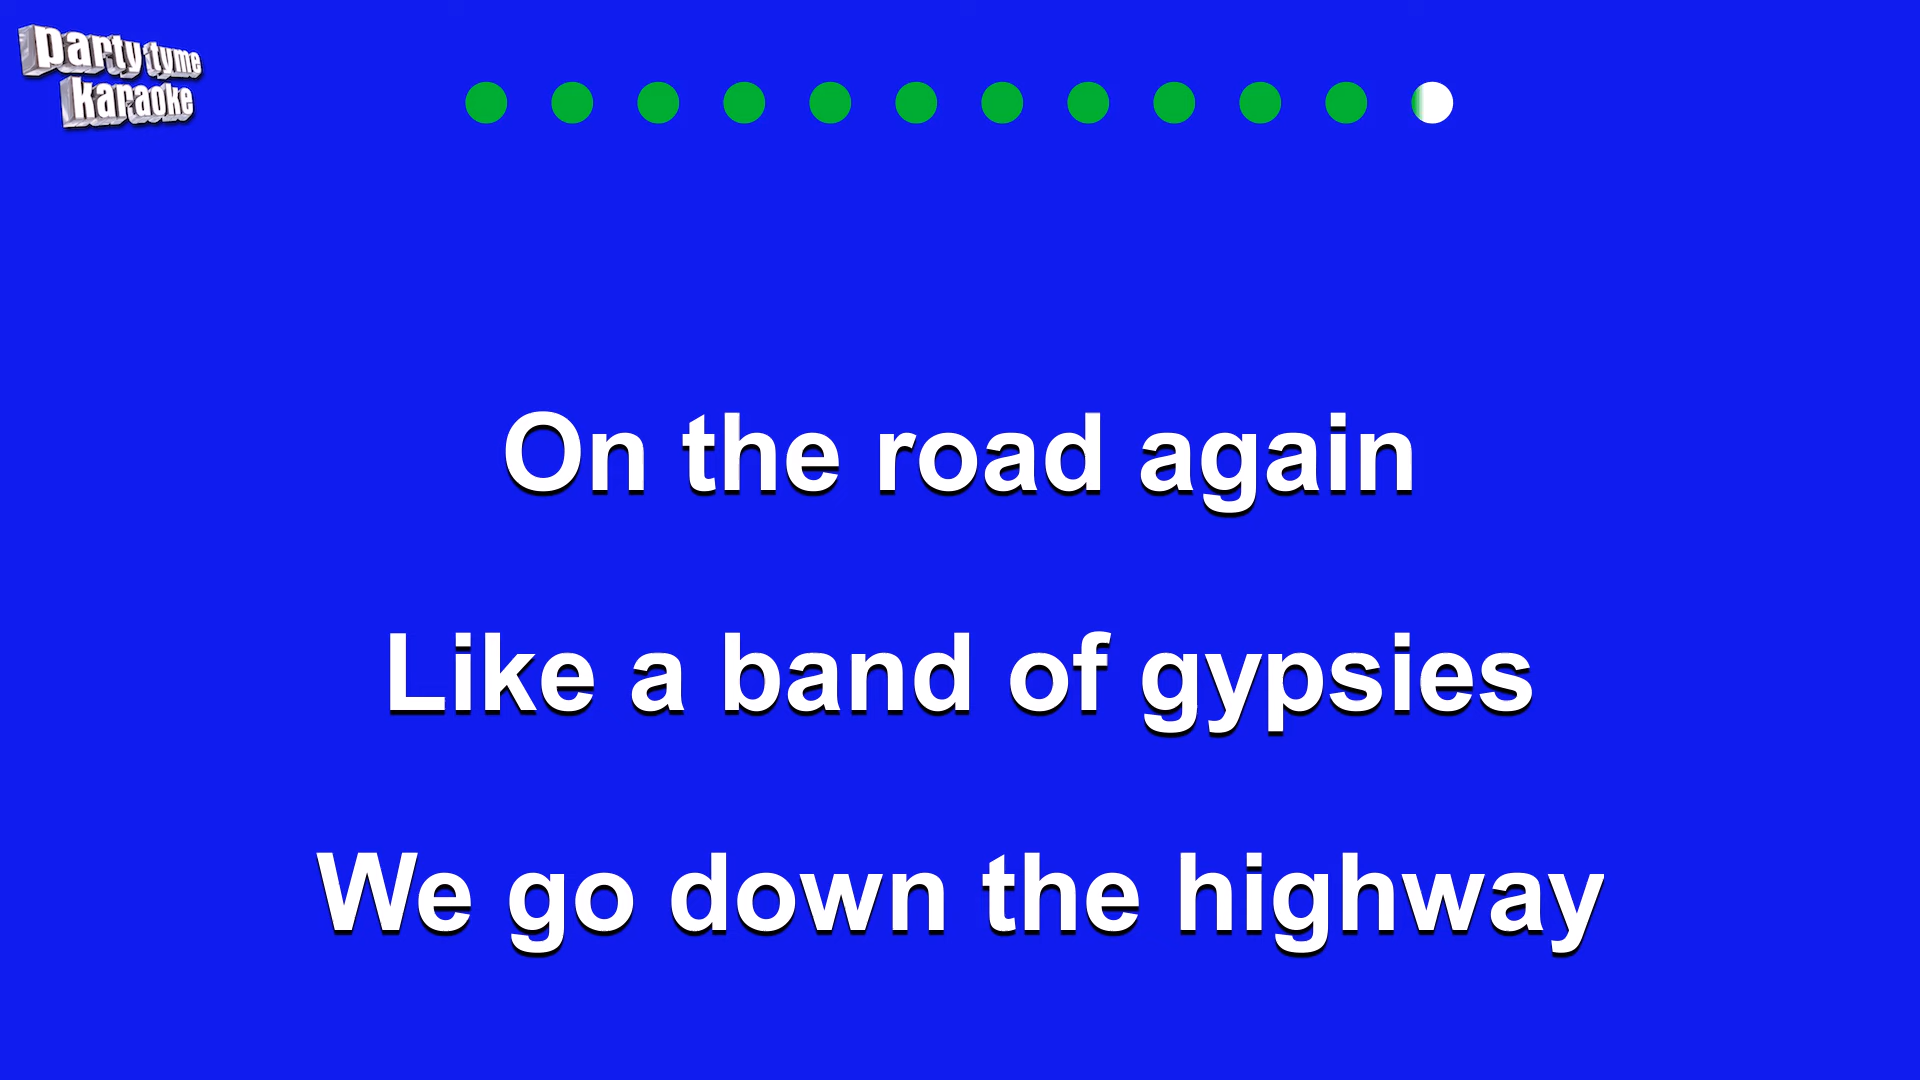 party tyme
karaoke
On the road again
Like a band of gypsies
We go down the highway